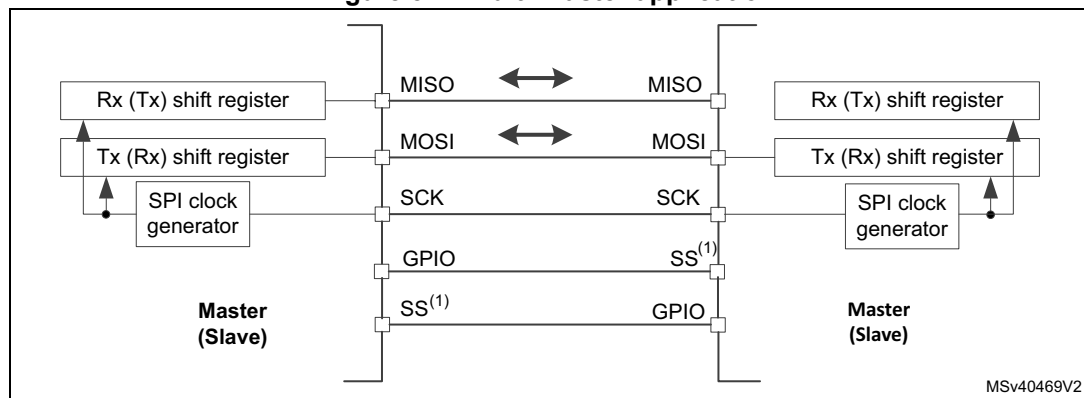 Rx (Tx) shift register
MISO
MISO
Rx (Tx) shift register
Tx (Rx) shift register
MOSI
MOSI
Tx (Rx) shift register
SPI clock
generator
SCK
SCK
SPI clock
generator
GPIO
SS(1)
Master
(Slave)
SS(1)
GPIO
Master
(Slave)
MSv40469V2